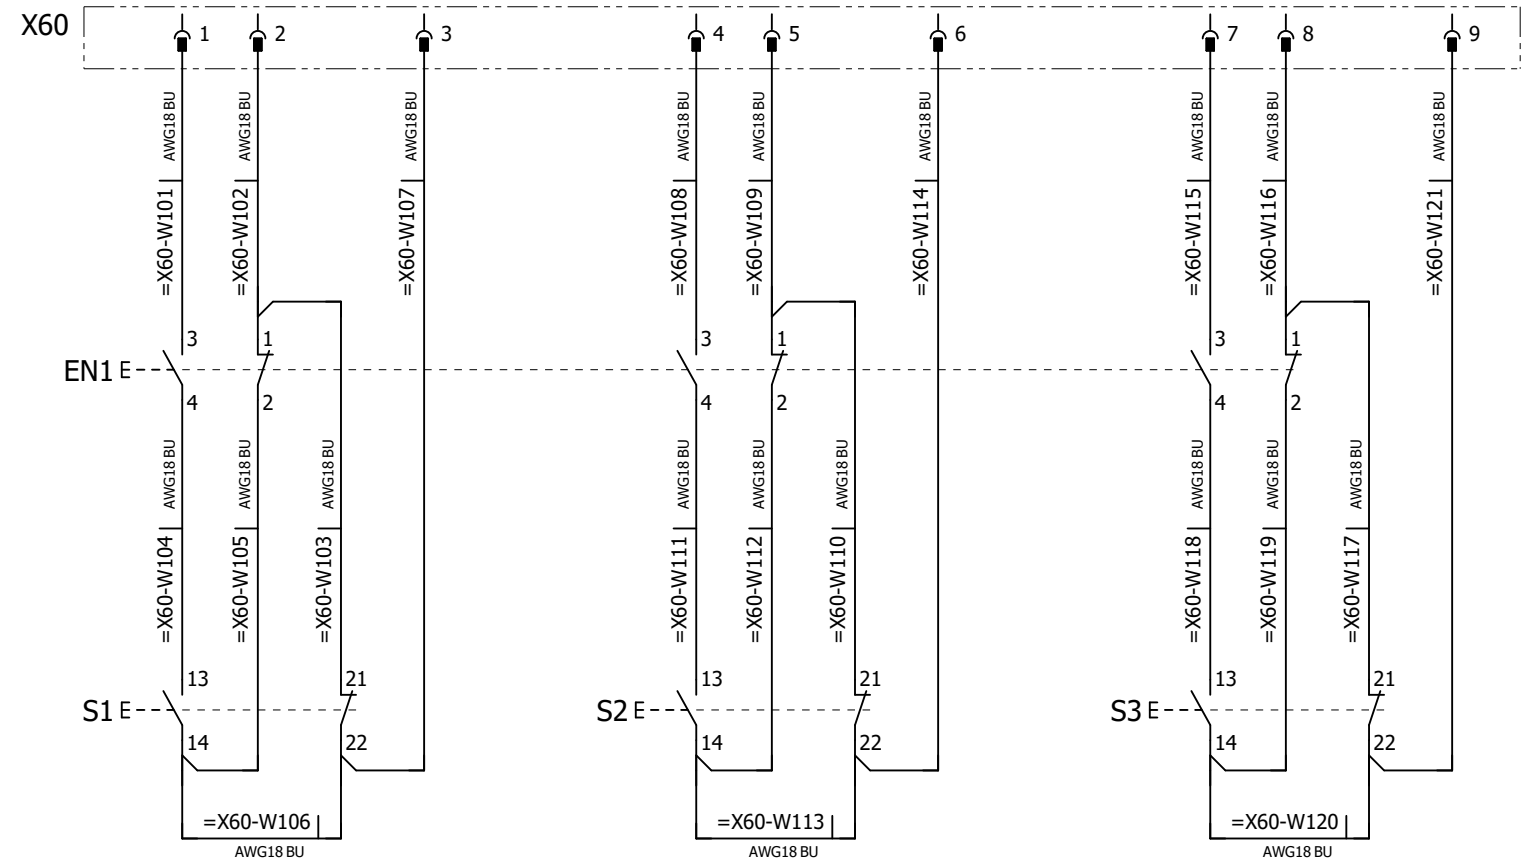 X60
1 2 3 4 5 6 7 8 9
AWG18 BU AWG18 BU AWG18 BU AWG18 BU AWG18 BU AWG18 BU AWG18 BU AWG18 BU AWG18 BU
=X60-W101 =X60-W102 =X60-W107 =X60-W108 =X60-W109 =X60-W114 =X60-W115 =X60-W116 =X60-W121
3 1 3 1 3 1
EN1 E
4 2 4 2 4 2
AWG18 BU AWG18 BU AWG18 BU AWG18 BU AWG18 BU AWG18 BU AWG18 BU AWG18 BU AWG18 BU
=X60-W104 =X60-W105 =X60-W103 =X60-W111 =X60-W112 =X60-W110 =X60-W118 =X60-W119 =X60-W117
13 21 13 21 13 21
S1 E S2 E S3 E
14 22 14 22 14 22
=X60-W106 =X60-W113 =X60-W120
AWG18 BU AWG18 BU AWG18 BU